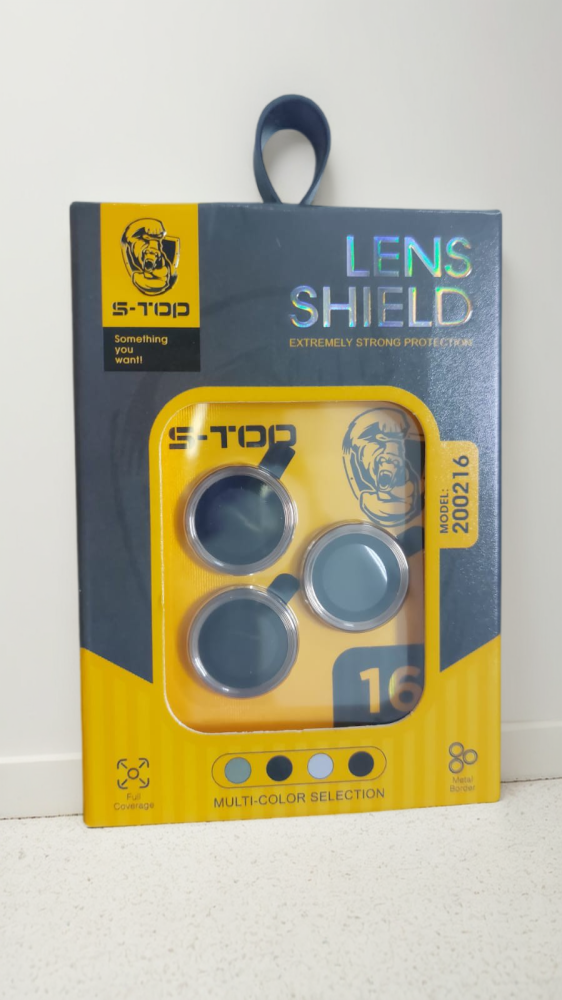 S-TOP
Something
you
want!
LENS
SHIELD
EXTREMELY STRONG PROTECTION
S-TOP
MODEL:
200216
16
Full
Coverage
MULTI-COLOR SELECTION
Metal
Border